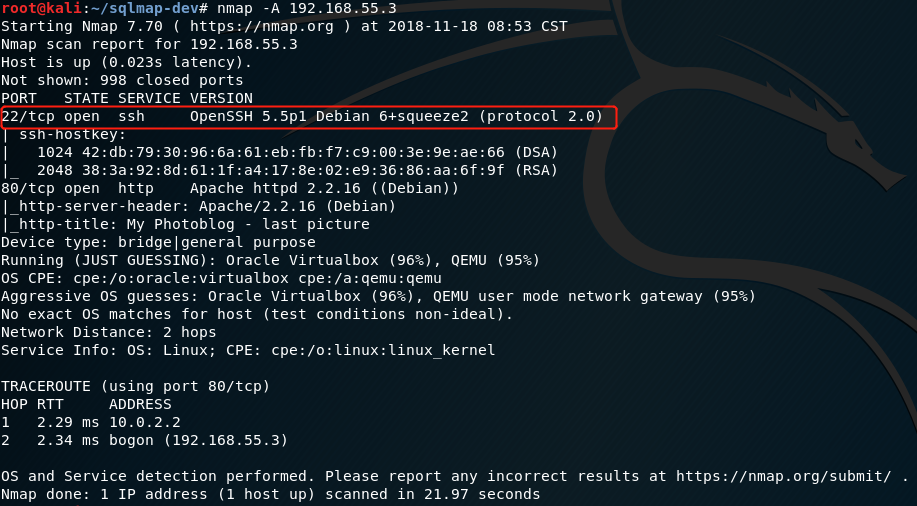 root@kali:~/sqlmap-dev# nmap -A 192.168.55.3
Starting Nmap 7.70 ( https://nmap.org ) at 2018-11-18 08:53 CST
Nmap scan report for 192.168.55.3
Host is up (0.023s latency).
Not shown: 998 closed ports
PORT   STATE SERVICE VERSION
22/tcp open  ssh     OpenSSH 5.5p1 Debian 6+squeeze2 (protocol 2.0)
| ssh-hostkey:
|   1024 42:db:79:30:96:6a:61:eb:fb:f7:c9:00:3e:9e:ae:66 (DSA)
|_  2048 38:3a:92:8d:61:1f:a4:17:8e:02:e9:36:86:aa:6f:9f (RSA)
80/tcp open  http    Apache httpd 2.2.16 ((Debian))
|_http-server-header: Apache/2.2.16 (Debian)
|_http-title: My Photoblog - last picture
Device type: bridge|general purpose
Running (JUST GUESSING): Oracle Virtualbox (96%), QEMU (95%)
OS CPE: cpe:/o:oracle:virtualbox cpe:/a:qemu:qemu
Aggressive OS guesses: Oracle Virtualbox (96%), QEMU user mode network gateway (95%)
No exact OS matches for host (test conditions non-ideal).
Network Distance: 2 hops
Service Info: OS: Linux; CPE: cpe:/o:linux:linux_kernel
TRACEROUTE (using port 80/tcp)
HOP RTT     ADDRESS
1   2.29 ms 10.0.2.2
2   2.34 ms bogon (192.168.55.3)
OS and Service detection performed. Please report any incorrect results at https://nmap.org/submit/ .
Nmap done: 1 IP address (1 host up) scanned in 21.97 seconds